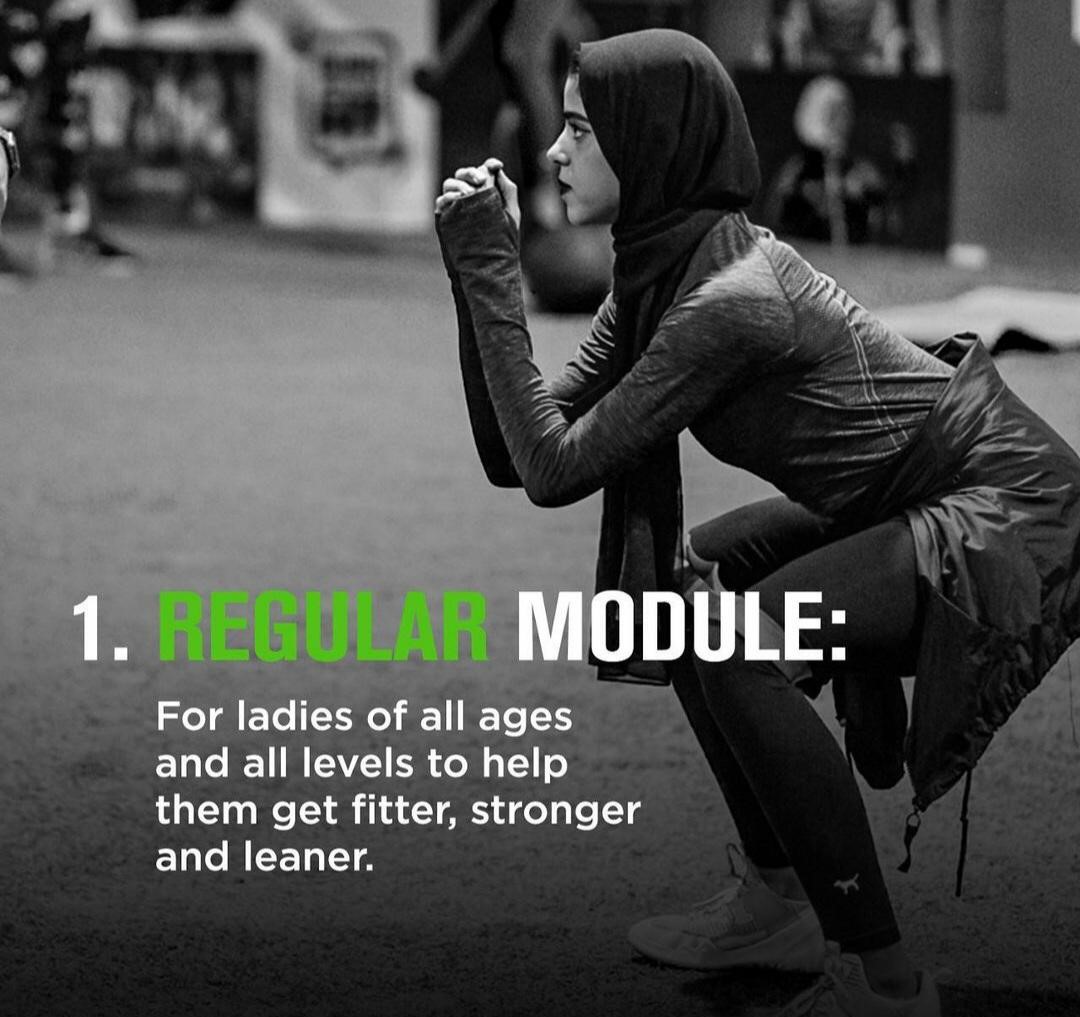 1. REGULAR MODULE:
For ladies of all ages
and all levels to help
them get fitter, stronger
and leaner.